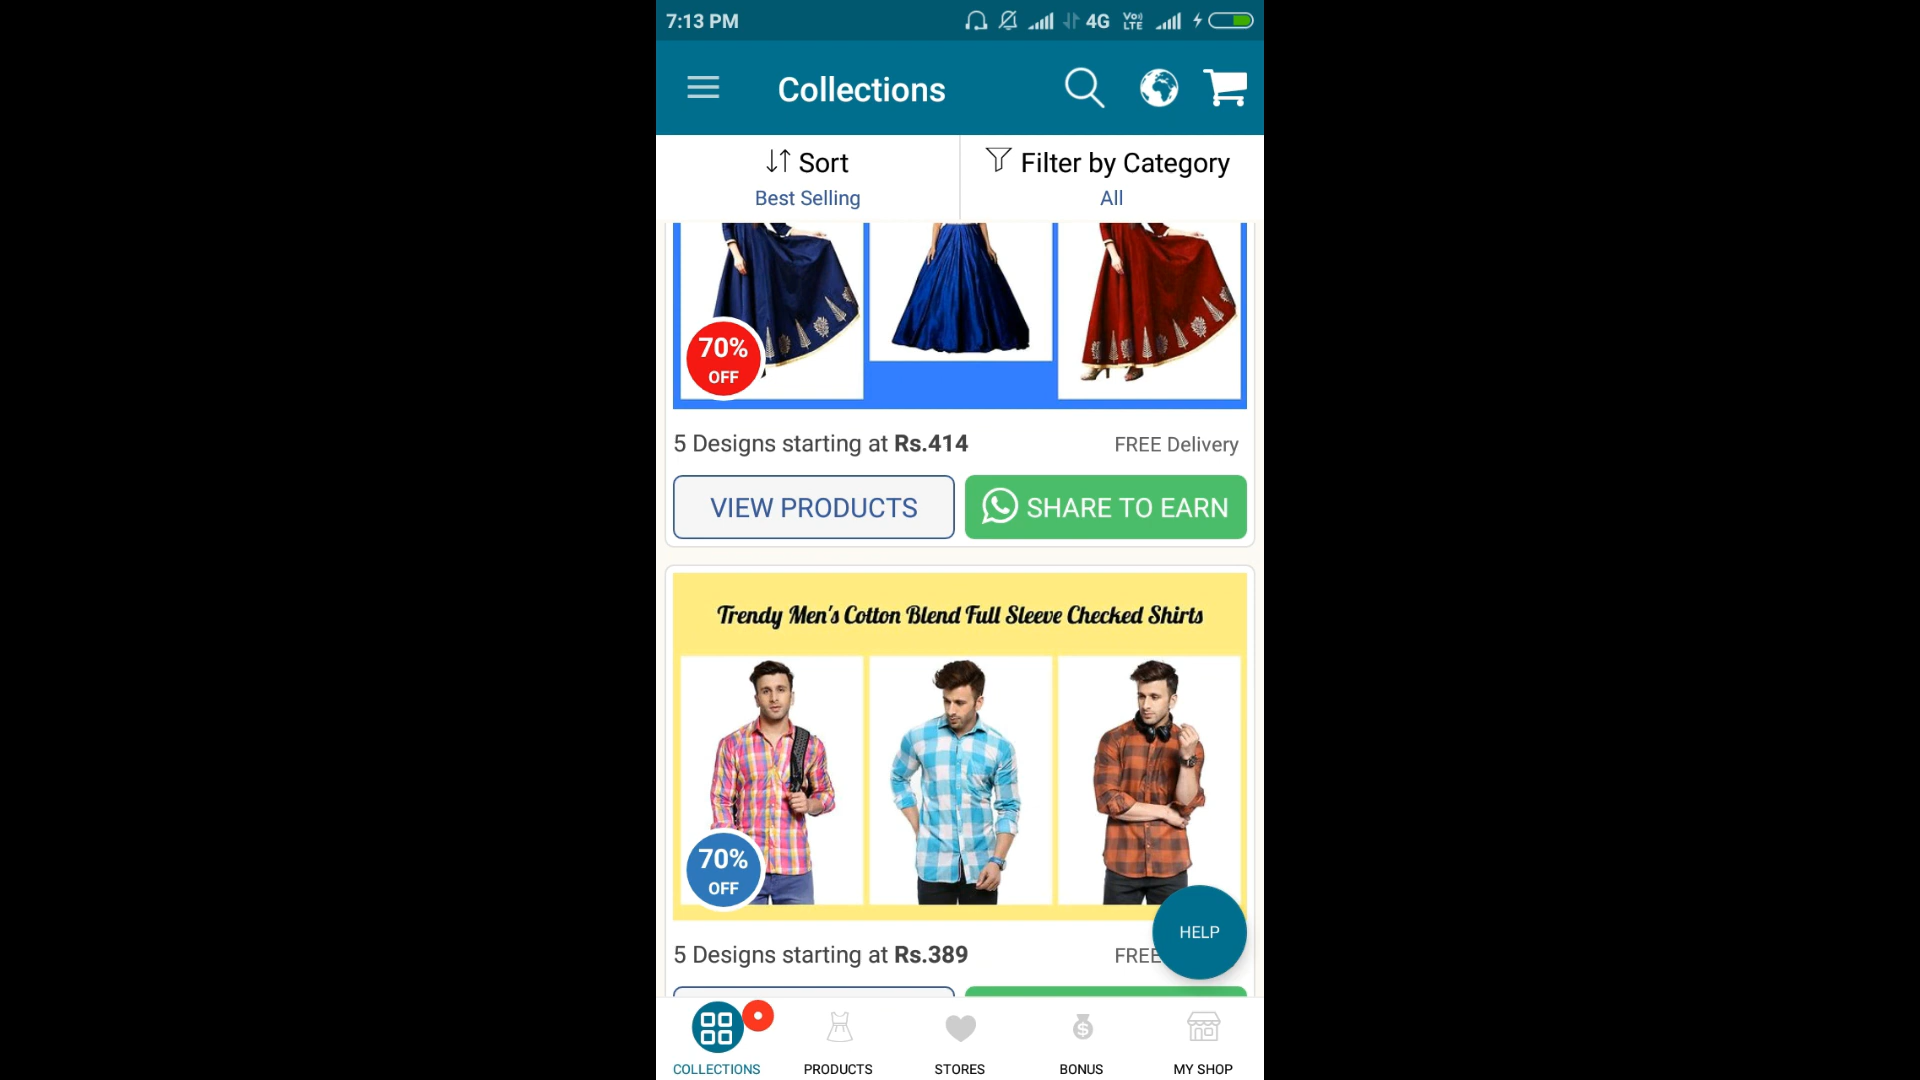 7:13 PM
4G
Vo))
LTE
Collections
Sort
Filter by Category
Best Selling
All
70%
OFF
5 Designs starting at Rs.414
FREE Delivery
VIEW PRODUCTS
SHARE TO EARN
Trendy Men's Cotton Blend Full Sleeve Checked Shirts
70%
OFF
HELP
5 Designs starting at Rs.389
FREE
COLLECTIONS
PRODUCTS
STORES
BONUS
MY SHOP